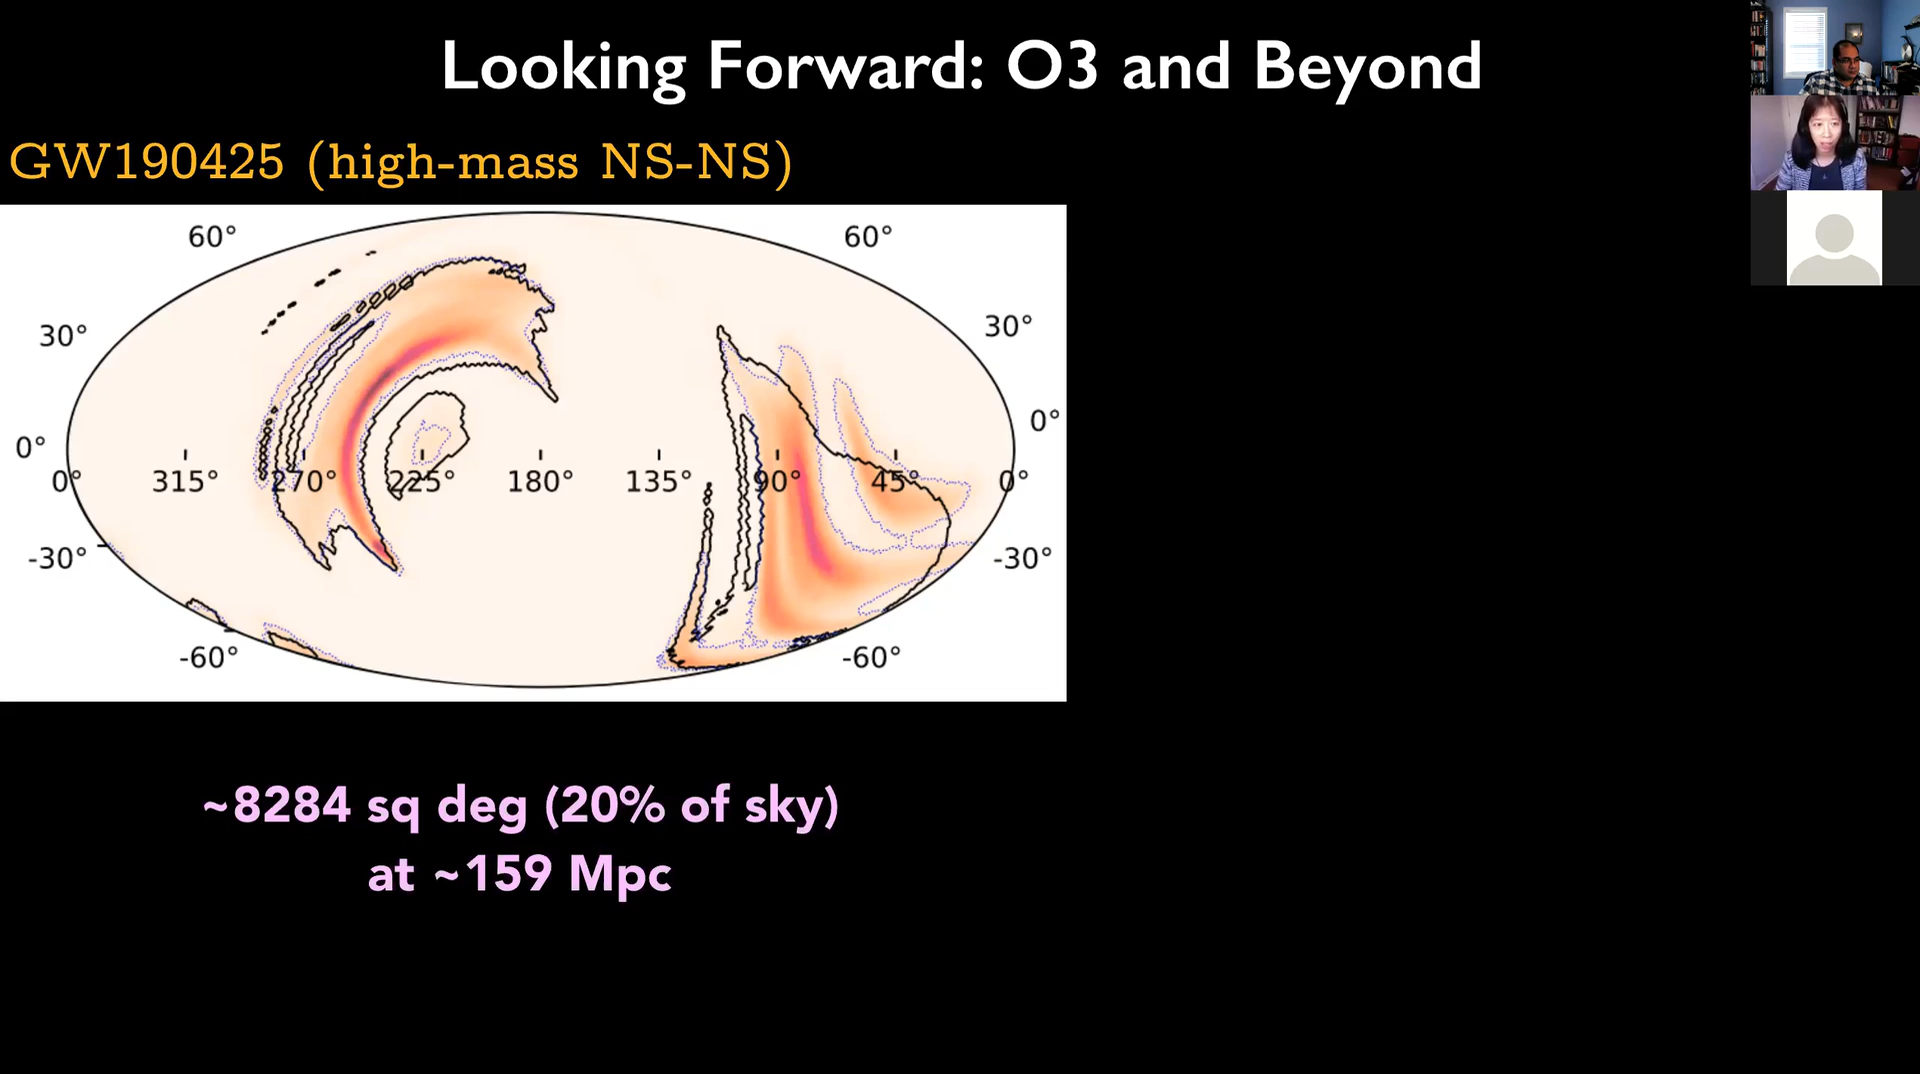 Looking Forward: O3 and Beyond
GW190425 (high-mass NS-NS)
60° 60°
30° 30°
0° 0°
0° 315° 270° 225° 180° 135° 90° 45° 0°
-30° -30°
-60° -60°
~8284 sq deg (20% of sky)
at ~159 Mpc